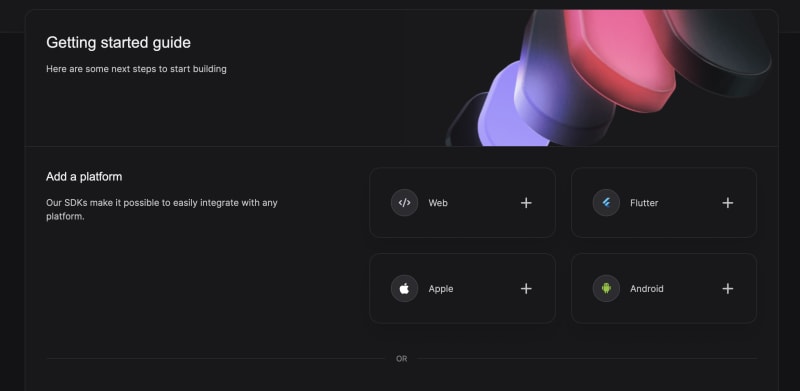 Getting started guide
Here are some next steps to start building
Add a platform
Our SDKs make it possible to easily integrate with any
platform.
Web
Flutter
Apple
Android
OR